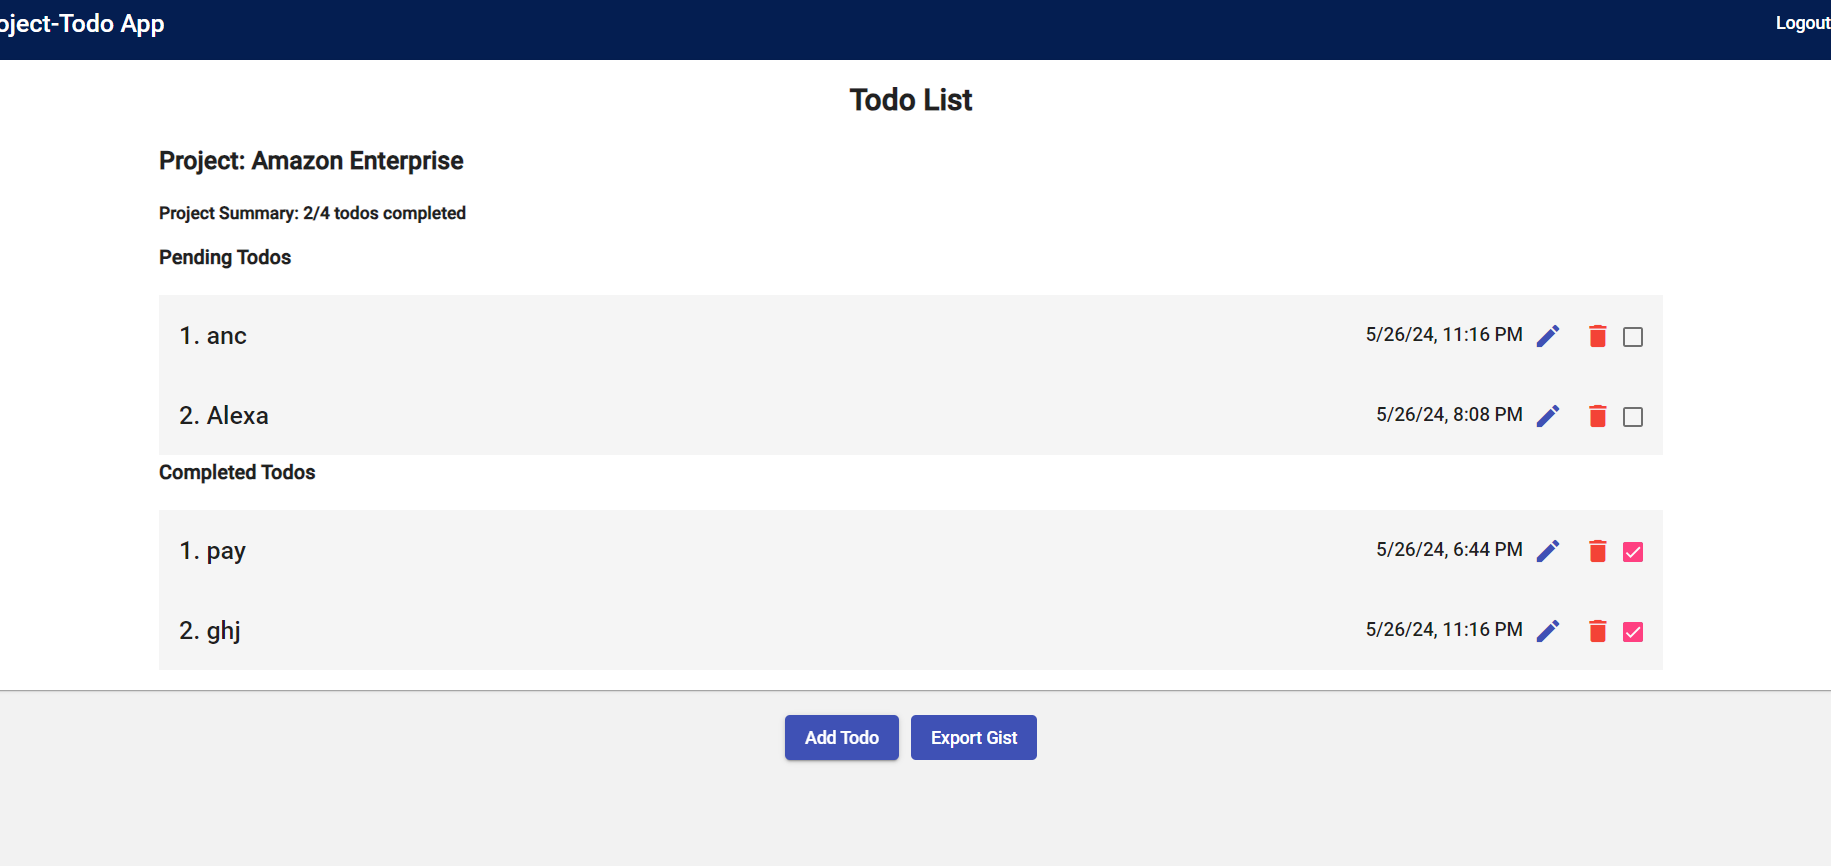 oject-Todo App
Logout
Todo List
Project: Amazon Enterprise
Project Summary: 2/4 todos completed
Pending Todos
1. anc 5/26/24, 11:16 PM
2. Alexa 5/26/24, 8:08 PM
Completed Todos
1. pay 5/26/24, 6:44 PM
2. ghj 5/26/24, 11:16 PM
Add Todo Export Gist